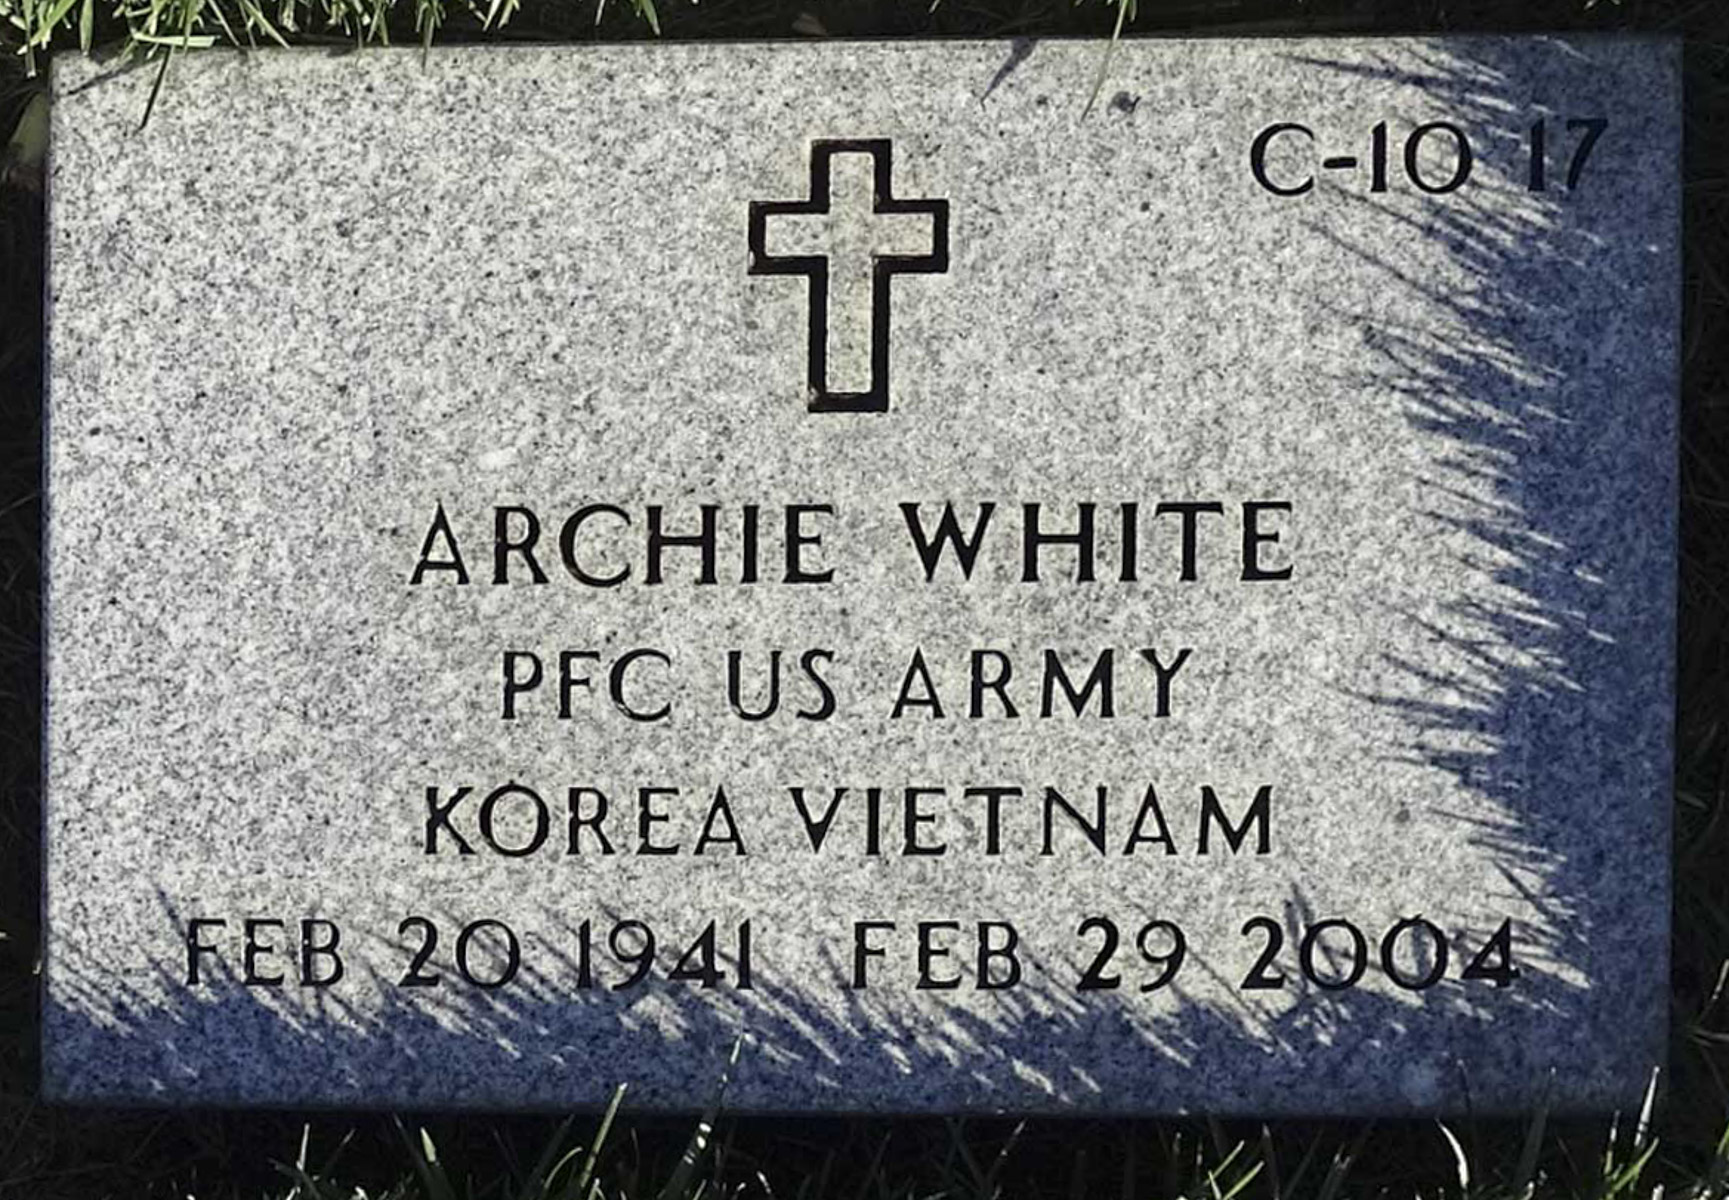 C-10 17
ARCHIE WHITE
PFC US ARMY
KOREA VIETNAM
FEB 20 1941 FEB 29 2004